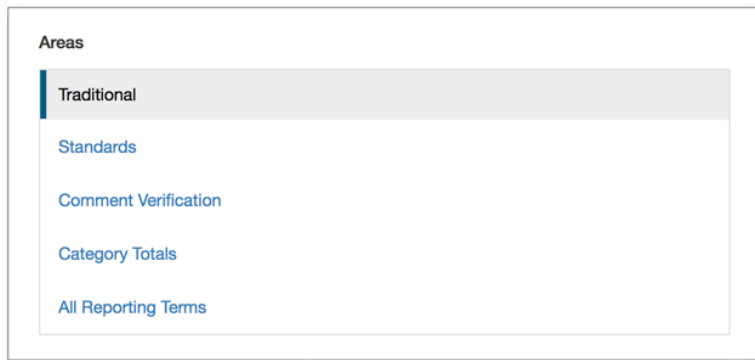 Areas
Traditional
Standards
Comment Verification
Category Totals
All Reporting Terms